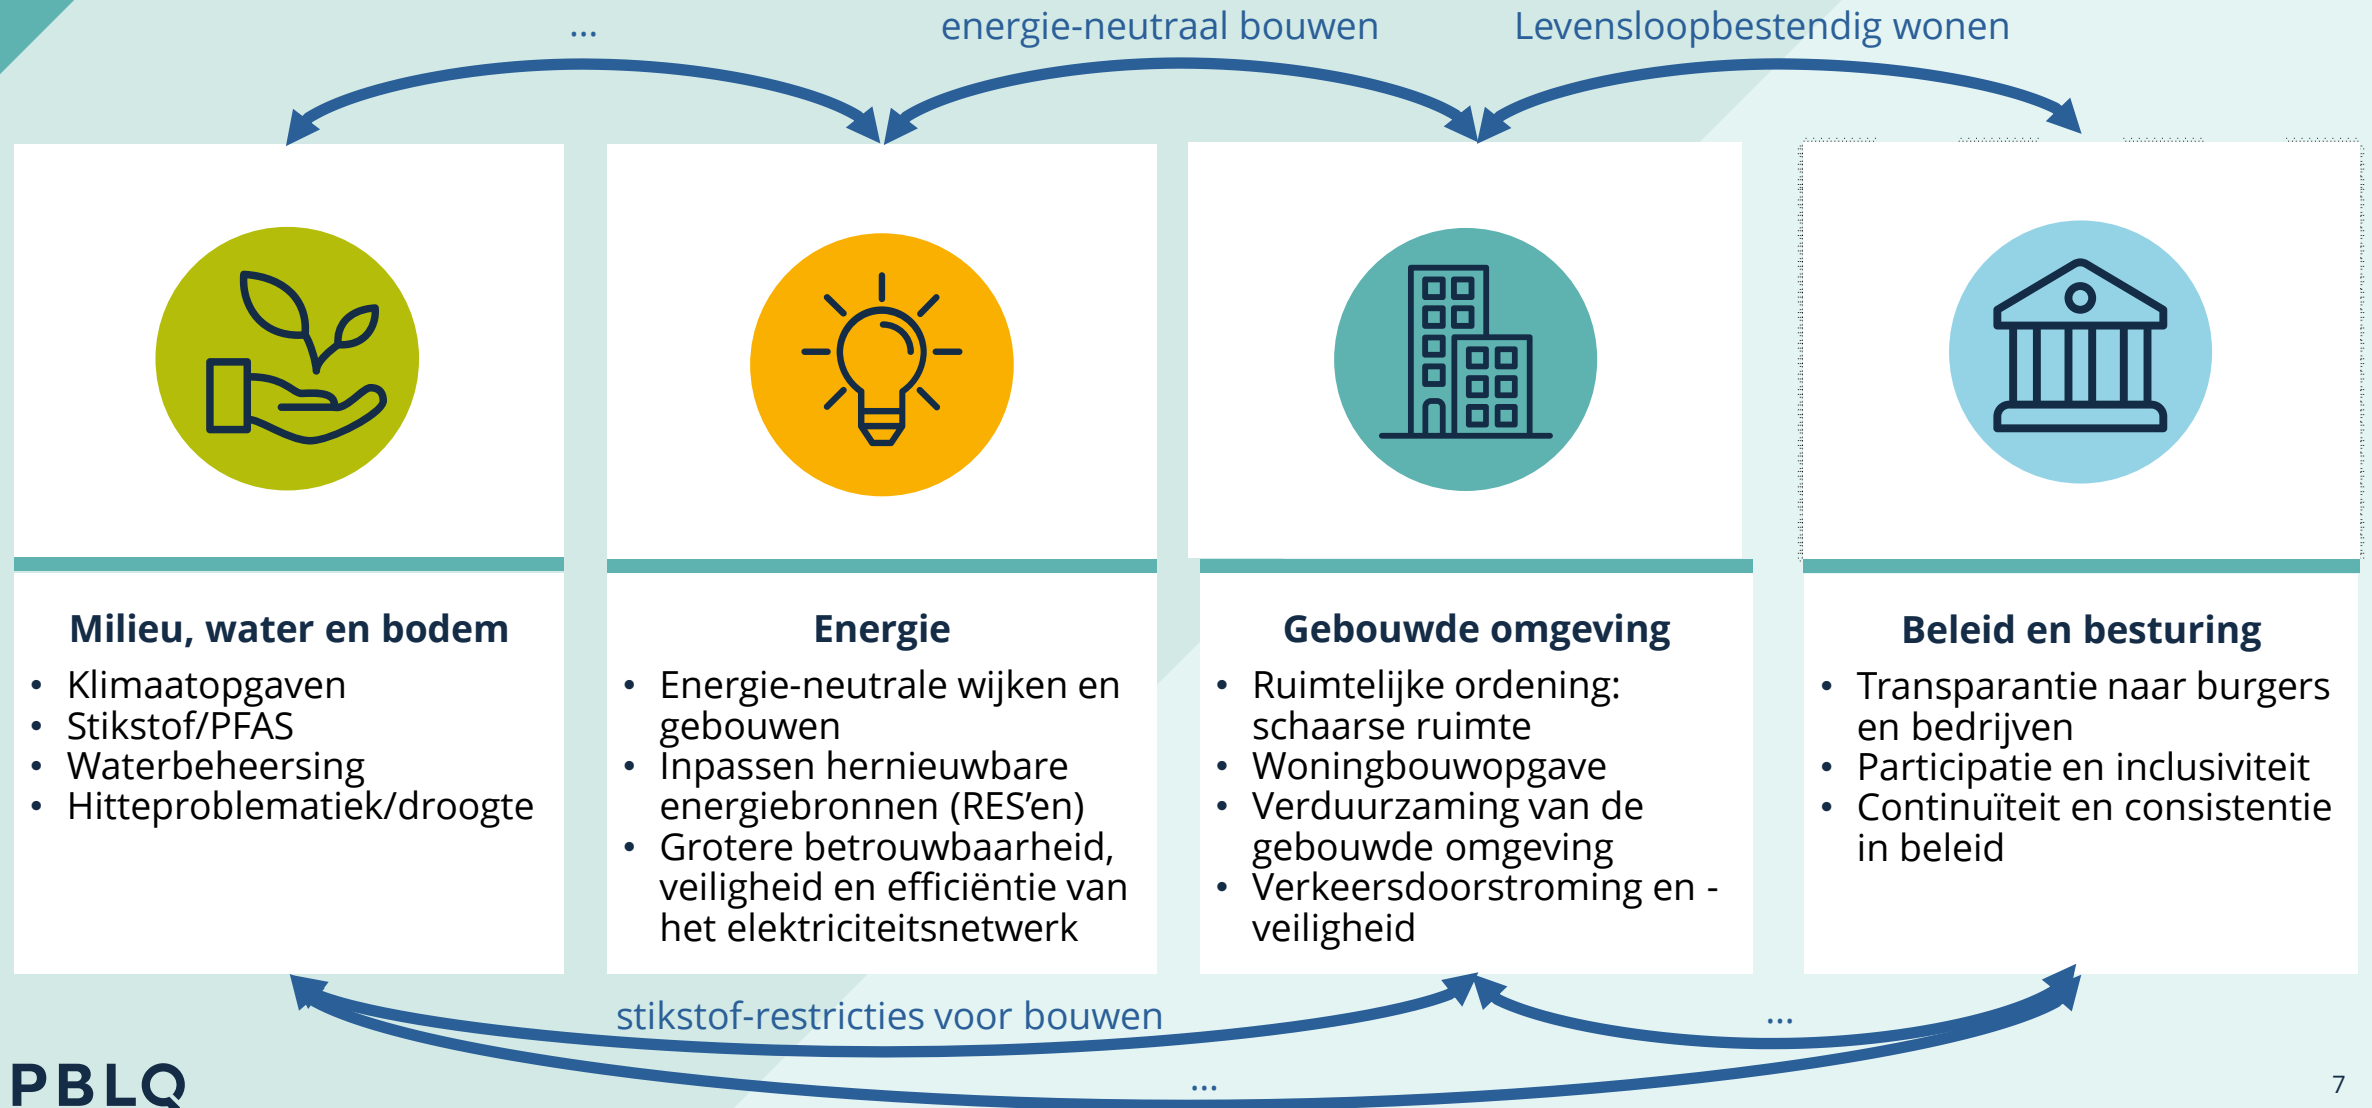 ...
energie-neutraal bouwen
Levensloopbestendig wonen
Milieu, water en bodem
• Klimaatopgaven
• Stikstof/PFAS
• Waterbeheersing
• Hitteproblematiek/droogte
Energie
• Energie-neutrale wijken en
gebouwen
• Inpassen hernieuwbare
energiebronnen (RES’en)
• Grotere betrouwbaarheid,
veiligheid en efficiëntie van
het elektriciteitsnetwerk
Gebouwde omgeving
• Ruimtelijke ordening:
schaarse ruimte
• Woningbouwopgave
• Verduurzaming van de
gebouwde omgeving
• Verkeersdoorstroming en -
veiligheid
Beleid en besturing
• Transparantie naar burgers
en bedrijven
• Participatie en inclusiviteit
• Continuïteit en consistentie
in beleid
stikstof-restricties voor bouwen
...
...
PBLQ
7